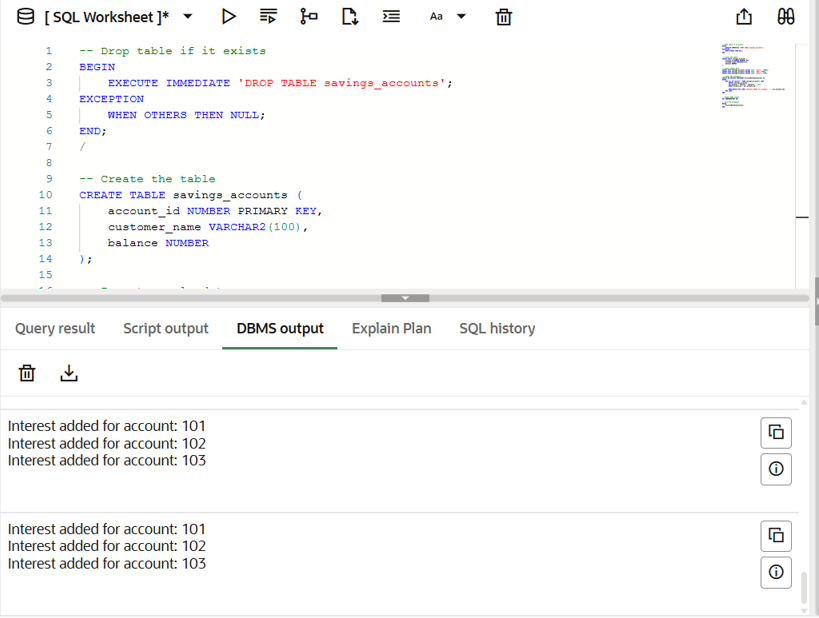 [ SQL Worksheet ]*
Aa
1 -- Drop table if it exists
2 BEGIN
3 EXECUTE IMMEDIATE 'DROP TABLE savings_accounts';
4 EXCEPTION
5 WHEN OTHERS THEN NULL;
6 END;
7 /
8
9 -- Create the table
10 CREATE TABLE savings_accounts (
11 account_id NUMBER PRIMARY KEY,
12 customer_name VARCHAR2(100),
13 balance NUMBER
14 );
15
Query result Script output DBMS output Explain Plan SQL history
Interest added for account: 101
Interest added for account: 102
Interest added for account: 103
Interest added for account: 101
Interest added for account: 102
Interest added for account: 103